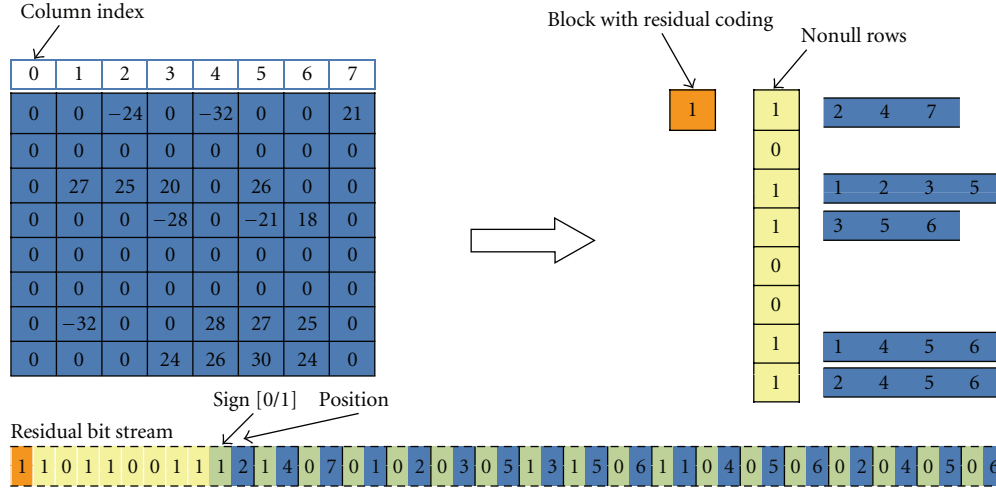 Column index
0 1 2 3 4 5 6 7
0 0 −24 0 −32 0 0 21
0 0 0 0 0 0 0 0
0 27 25 20 0 26 0 0
0 0 0 −28 0 −21 18 0
0 0 0 0 0 0 0 0
0 0 0 0 0 0 0 0
0 −32 0 0 28 27 25 0
0 0 0 24 26 30 24 0
Block with residual coding
Nonull rows
1
1 2 4 7
0
1 1 2 3 5
1 3 5 6
0
0
1 1 4 5 6
1 2 4 5 6
Sign [0/1] Position
Residual bit stream
1 1 0 1 1 0 0 1 1 1 2 1 4 0 7 0 1 0 2 0 3 0 5 1 3 1 5 0 6 1 1 0 4 0 5 0 6 0 2 0 4 0 5 0 6